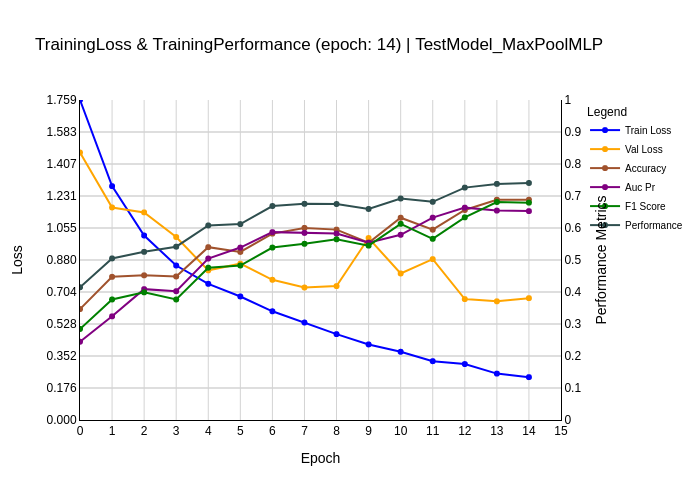 TrainingLoss & TrainingPerformance (epoch: 14) | TestModel_MaxPoolMLP
Loss
1.759
1.583
1.407
1.231
1.055
0.880
0.704
0.528
0.352
0.176
0.000
0 1 2 3 4 5 6 7 8 9 10 11 12 13 14 15
Epoch
1
0.9
0.8
0.7
0.6
0.5
0.4
0.3
0.2
0.1
0
Performance Metrics
Legend
Train Loss
Val Loss
Accuracy
Auc Pr
F1 Score
Performance